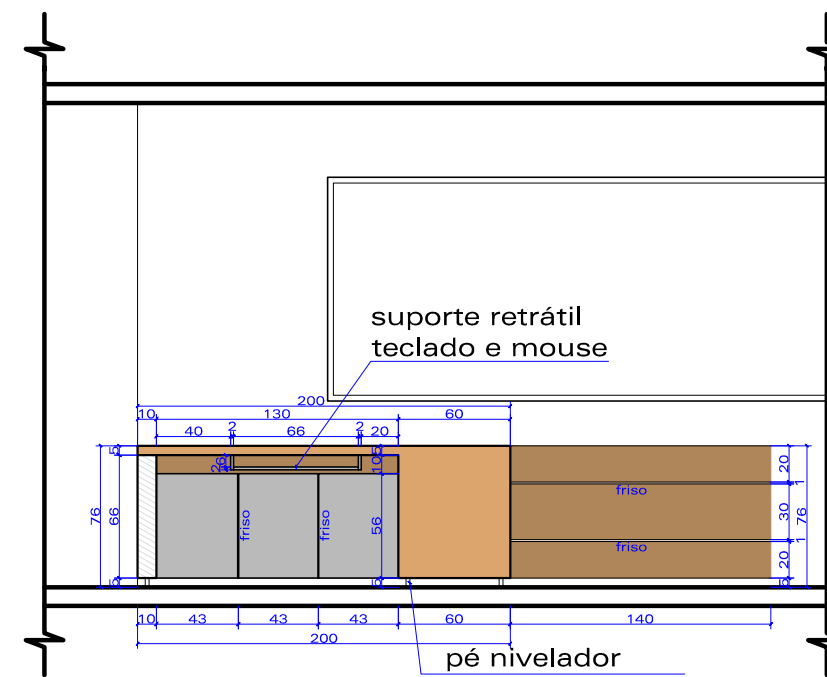 suporte retrátil
teclado e mouse
200
10 130 60
40 2 66 2 20
5 5 20
26 10
friso 1
76 66 friso friso 56 30 76
friso 1
20
5 5 5
10 43 43 43 60 140
200
pé nivelador